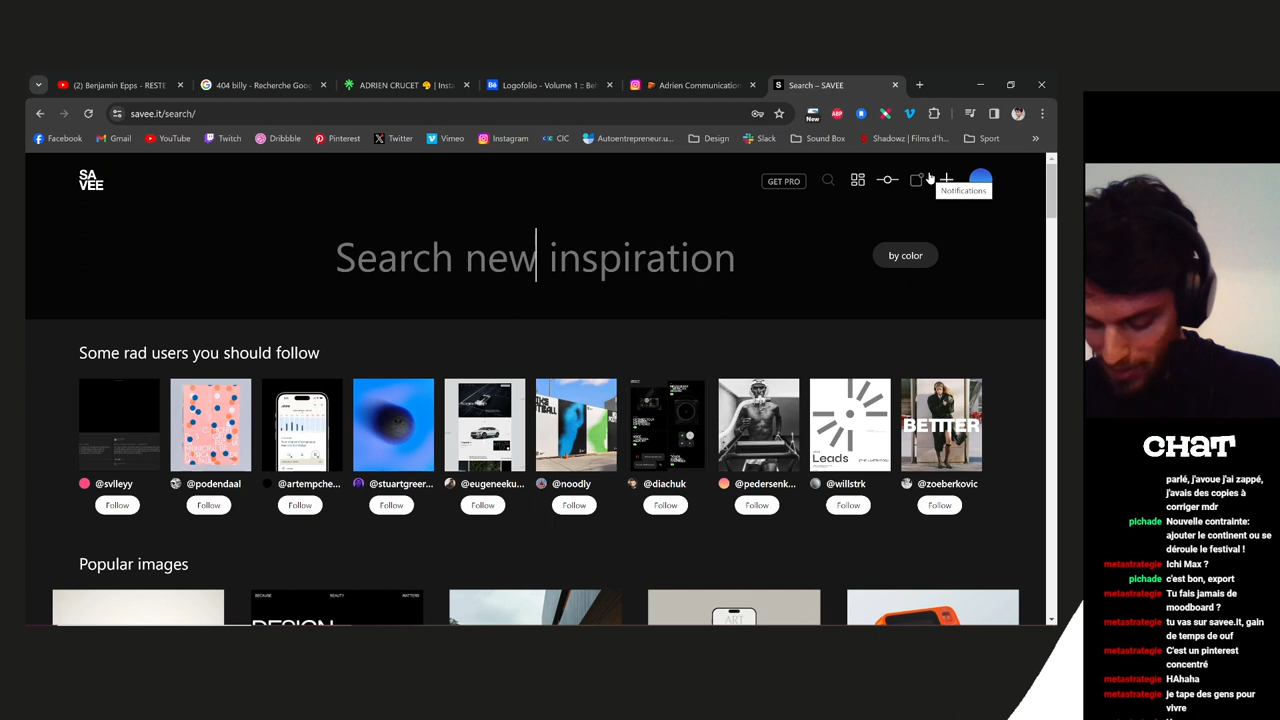 (2) Benjamin Epps - RESTE
404 billy - Recherche Goog
ADRIEN CRUCET | Insta
Logofolio - Volume 1 :: Be
Adrien Communication
Search – SAVEE
savee.it/search/
New
ABP
Facebook
Gmail
YouTube
Twitch
Dribbble
Pinterest
Twitter
Vimeo
Instagram
CIC
Autoentrepreneur.u...
Design
Slack
Sound Box
Shadowz | Films d'h...
Sport
SA
VEE
GET PRO
Notifications
Search new inspiration
by color
Some rad users you should follow
Leads
BETTER
@svlleyy
@podendaal
@artempche...
@stuartgreer...
@eugeneeku...
@noodly
@diachuk
@pedersenk...
@willstrk
@zoeberkovic
Follow
Follow
Follow
Follow
Follow
Follow
Follow
Follow
Follow
Follow
Popular images
BECAUSE
BEAUTY
MATTERS
DESIGN
ART
CHAT
parlé, j'avoue j'ai zappé,
j'avais des copies à
corriger mdr
pichade Nouvelle contrainte:
ajouter le continent ou se
déroule le festival !
metastrategie Ichi Max ?
pichade c'est bon, export
metastrategie Tu fais jamais de
moodboard ?
metastrategie tu vas sur savee.it, gain
de temps de ouf
metastrategie C'est un pinterest
concentré
metastrategie HAhaha
metastrategie je tape des gens pour
vivre